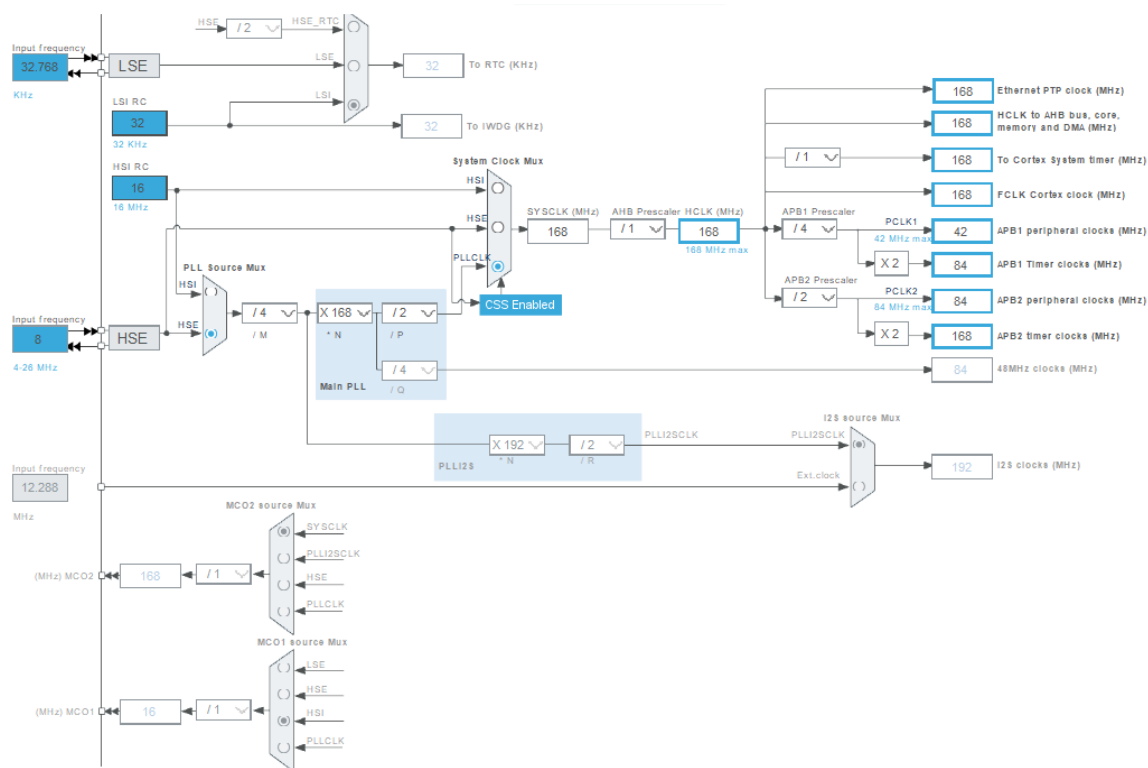 HSE
/ 2
HSE_RTC
Input frequency
32.768
KHz
LSE
LSE
32
To RTC (KHz)
LSI RC
32
32 KHz
LSI
32
To IWDG (KHz)
HSI RC
16
16 MHz
System Clock Mux
HSI
HSE
PLLCLK
SYSCLK (MHz)
168
AHB Prescaler
/ 1
HCLK (MHz)
168
168 MHz max
CSS Enabled
168
Ethernet PTP clock (MHz)
168
HCLK to AHB bus, core,
memory and DMA (MHz)
/ 1
168
To Cortex System timer (MHz)
168
FCLK Cortex clock (MHz)
APB1 Prescaler
/ 4
PCLK1
42 MHz max
42
APB1 peripheral clocks (MHz)
X 2
84
APB1 Timer clocks (MHz)
APB2 Prescaler
/ 2
PCLK2
84 MHz max
84
APB2 peripheral clocks (MHz)
X 2
168
APB2 timer clocks (MHz)
PLL Source Mux
HSI
HSE
Input frequency
8
4-26 MHz
HSE
/ 4
/ M
X 168
* N
/ 2
/ P
/ 4
/ Q
Main PLL
84
48MHz clocks (MHz)
X 192
* N
/ 2
/ R
PLLI2S
PLLI2SCLK
I2S source Mux
PLLI2SCLK
Ext.clock
192
I2S clocks (MHz)
Input frequency
12.288
MHz
MCO2 source Mux
SYSCLK
PLLI2SCLK
HSE
PLLCLK
(MHz) MCO2
168
/ 1
MCO1 source Mux
LSE
HSE
HSI
PLLCLK
(MHz) MCO1
16
/ 1